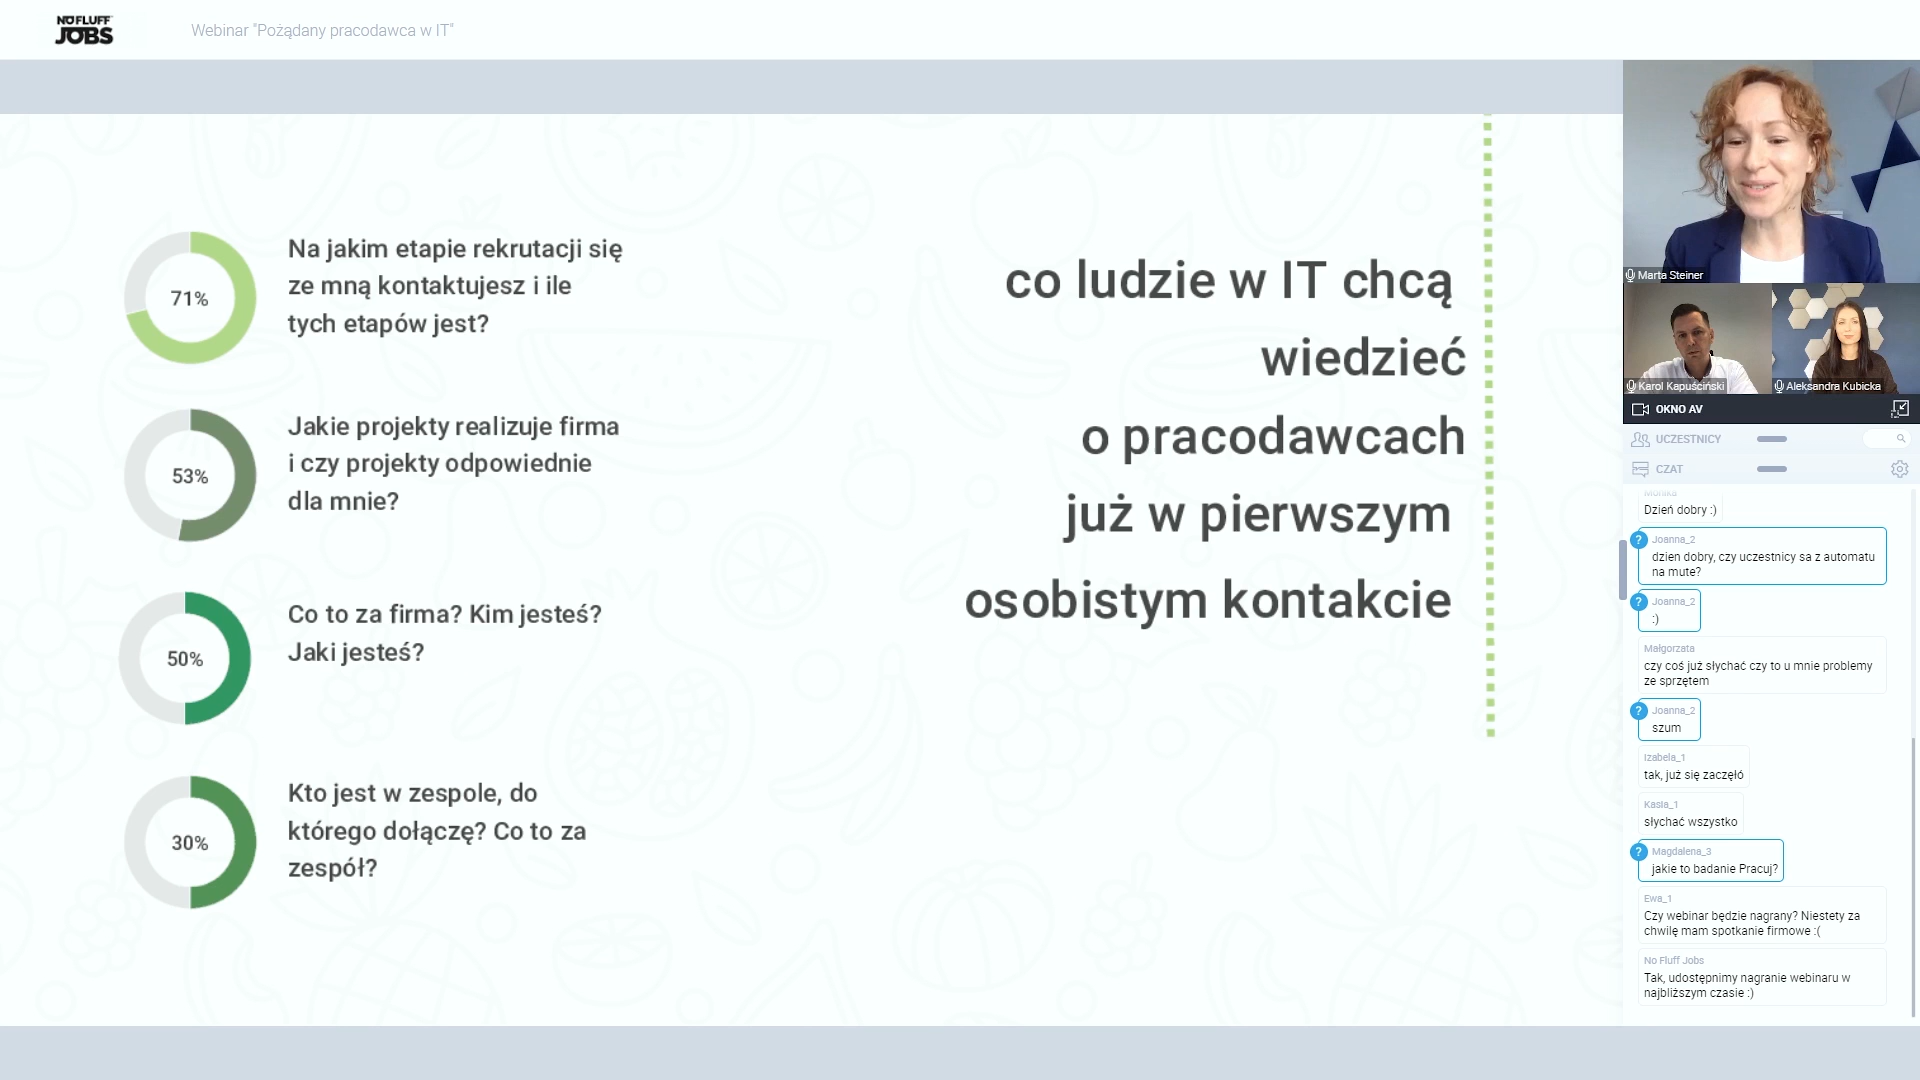 NO FLUFF
JOBS
Webinar "Pożądany pracodawca w IT"
71%
Na jakim etapie rekrutacji się
ze mną kontaktujesz i ile
tych etapów jest?
53%
Jakie projekty realizuje firma
i czy projekty odpowiednie
dla mnie?
50%
Co to za firma? Kim jesteś?
Jaki jesteś?
30%
Kto jest w zespole, do
którego dołączę? Co to za
zespół?
co ludzie w IT chcą
wiedzieć
o pracodawcach
już w pierwszym
osobistym kontakcie
Marta Steiner
Karol Kapuściński
Aleksandra Kubicka
OKNO AV
UCZESTNICY
CZAT
Monika
Dzień dobry :)
Joanna_2
dzien dobry, czy uczestnicy sa z automatu
na mute?
Joanna_2
:)
Małgorzata
czy coś już słychać czy to u mnie problemy
ze sprzętem
Joanna_2
szum
Izabela_1
tak, już się zaczęłó
Kasia_1
słychać wszystko
Magdalena_3
jakie to badanie Pracuj?
Ewa_1
Czy webinar będzie nagrany? Niestety za
chwilę mam spotkanie firmowe :(
No Fluff Jobs
Tak, udostępnimy nagranie webinaru w
najbliższym czasie :)